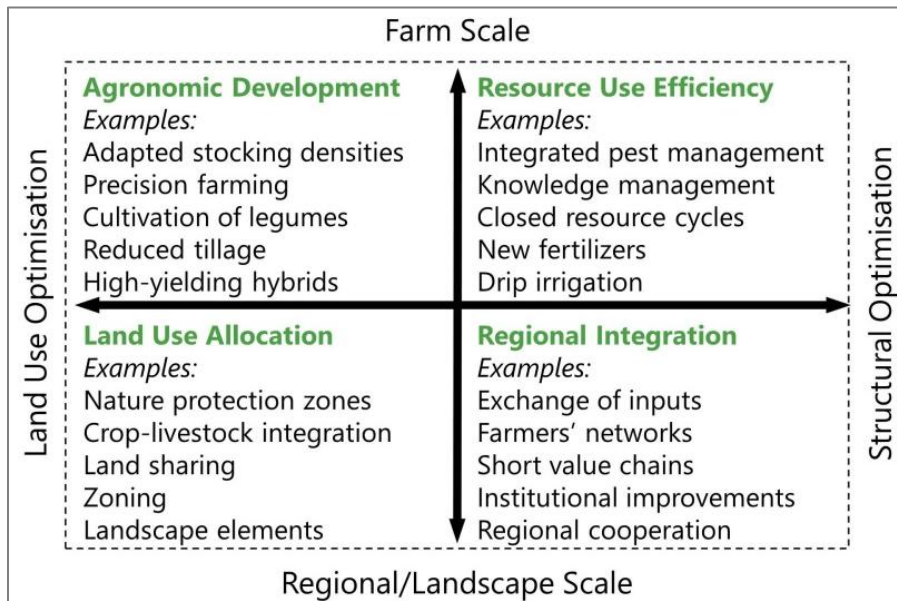 Farm Scale
Land Use Optimisation
Agronomic Development
Examples:
Adapted stocking densities
Precision farming
Cultivation of legumes
Reduced tillage
High-yielding hybrids
Resource Use Efficiency
Examples:
Integrated pest management
Knowledge management
Closed resource cycles
New fertilizers
Drip irrigation
Land Use Allocation
Examples:
Nature protection zones
Crop-livestock integration
Land sharing
Zoning
Landscape elements
Regional Integration
Examples:
Exchange of inputs
Farmers’ networks
Short value chains
Institutional improvements
Regional cooperation
Structural Optimisation
Regional/Landscape Scale